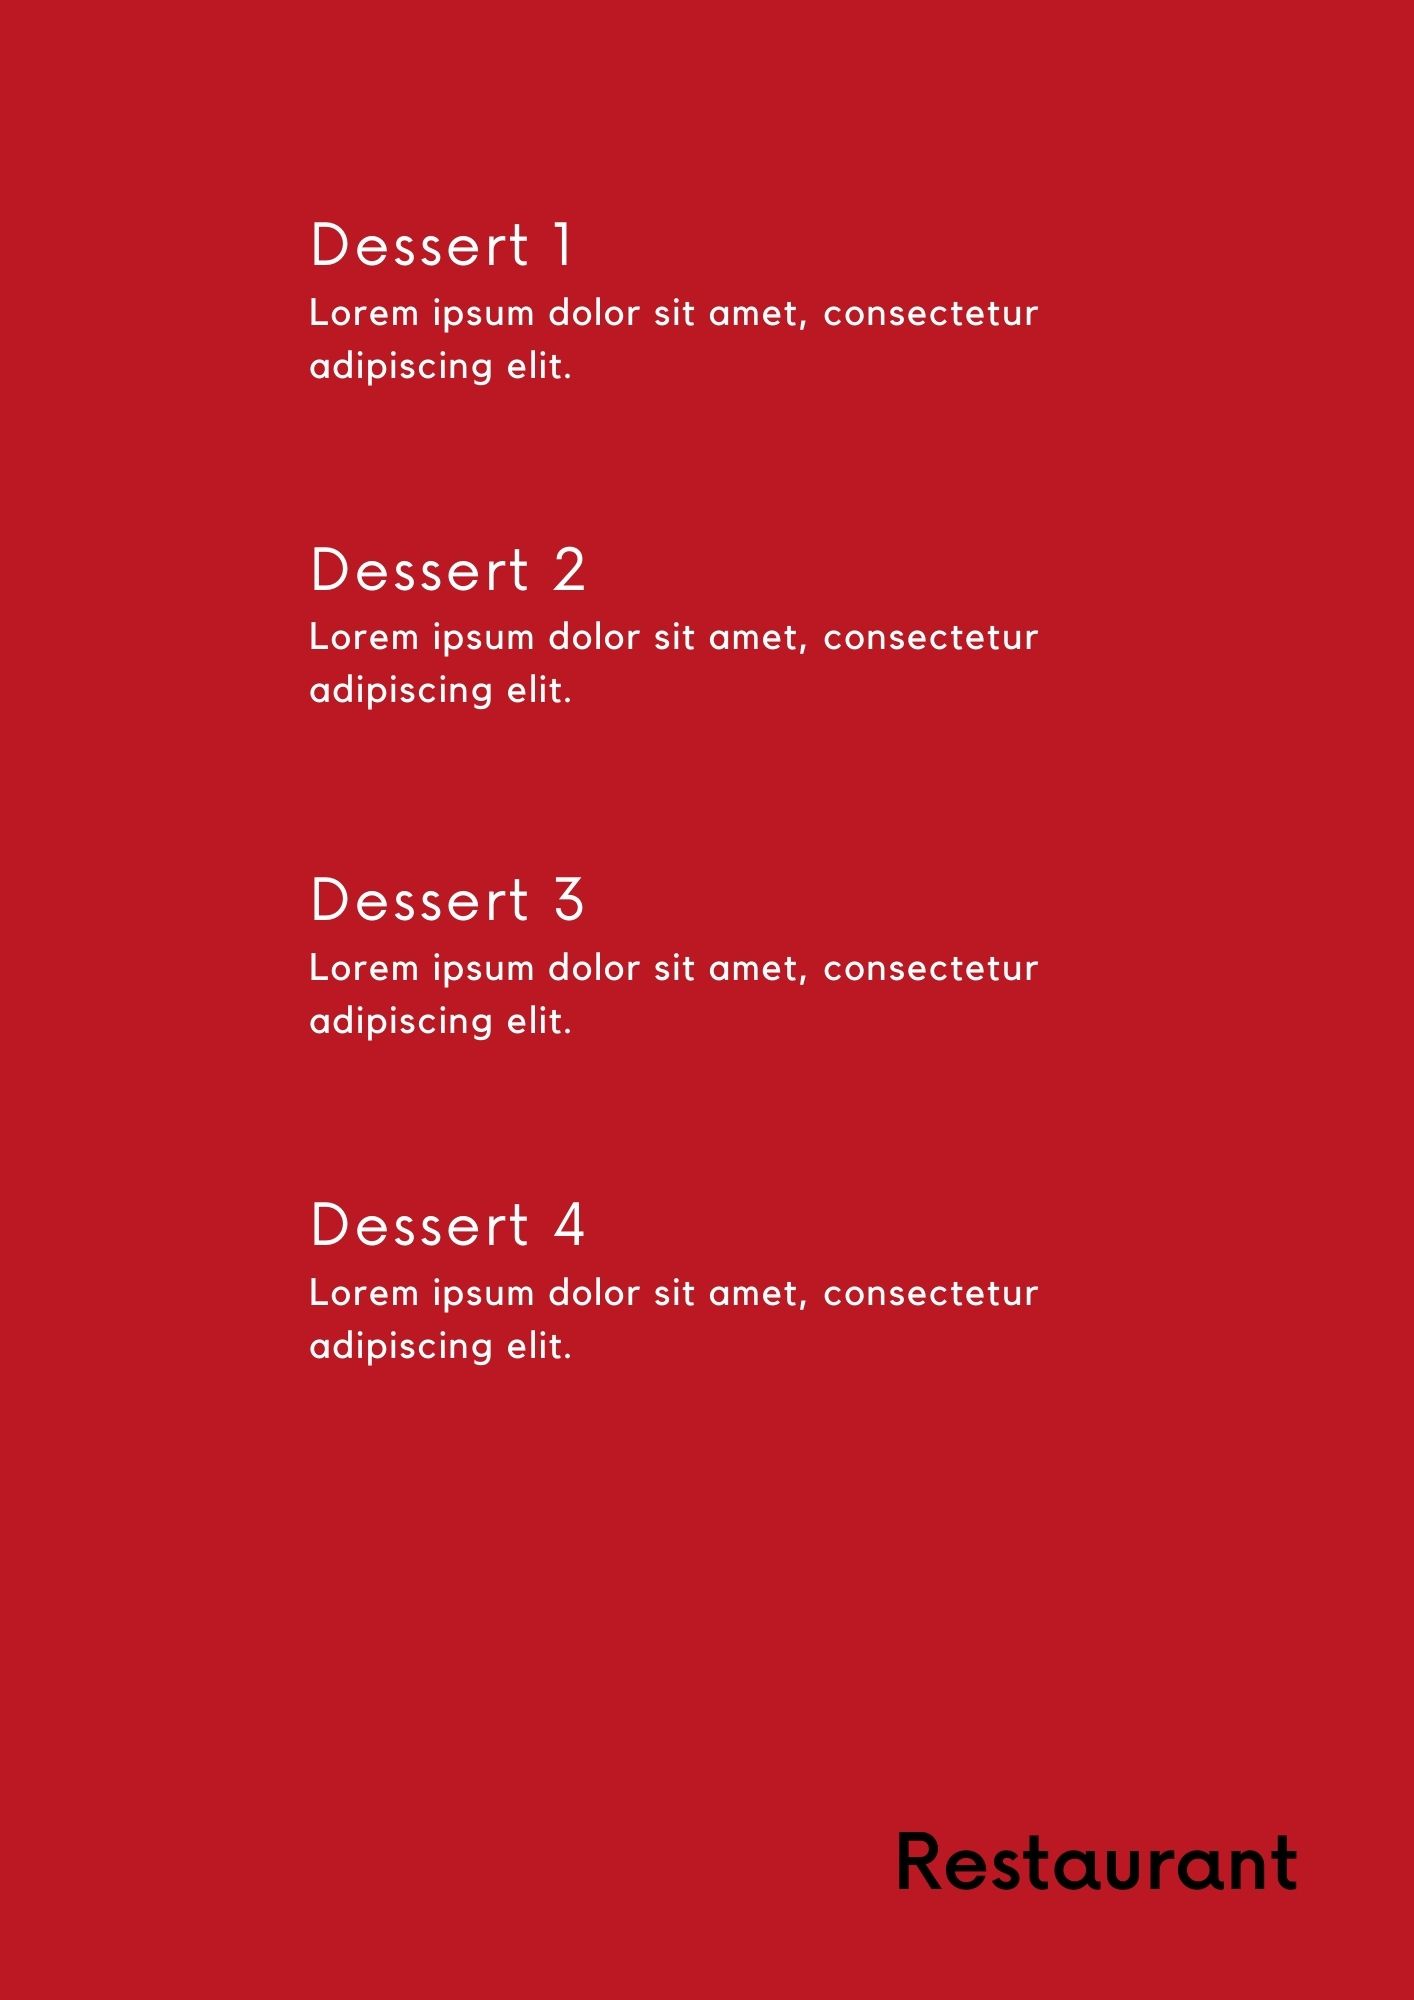 Dessert 1
Lorem ipsum dolor sit amet, consectetur
adipiscing elit.
Dessert 2
Lorem ipsum dolor sit amet, consectetur
adipiscing elit.
Dessert 3
Lorem ipsum dolor sit amet, consectetur
adipiscing elit.
Dessert 4
Lorem ipsum dolor sit amet, consectetur
adipiscing elit.
Restaurant